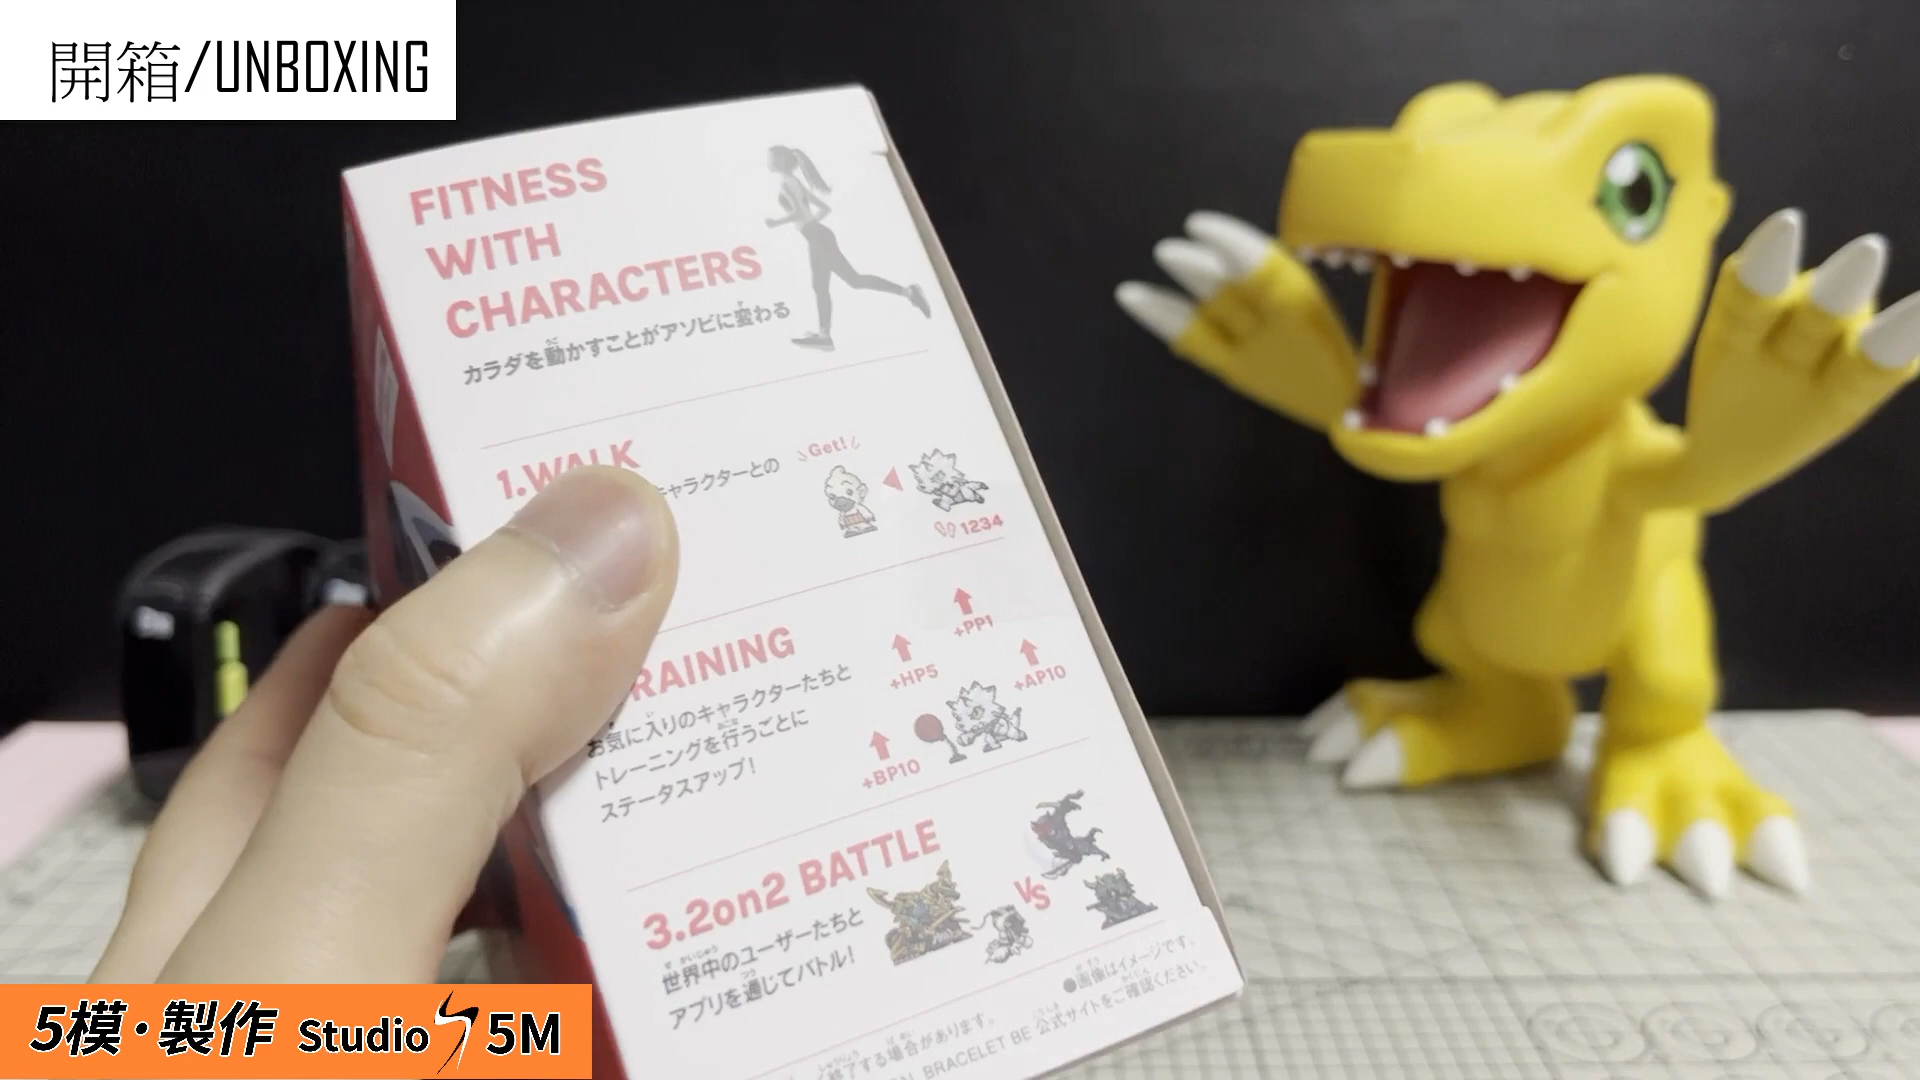 開箱/UNBOXING
FITNESS
WITH
CHARACTERS
カラダを動かすことがアソビに変わる
1.WALK
キャラクターとの
Get!
1234
RAINING
お気に入りのキャラクターたちと
トレーニングを行うごとに
ステータスアップ!
+PP1
+HP5
+AP10
+BP10
3.2on2 BATTLE
世界中のユーザーたちと
アプリを通じてバトル!
VS
●画像はイメージです。
終了する場合があります。
BRACELET BE 公式サイトをご確認ください。
5模·製作 Studio 5M